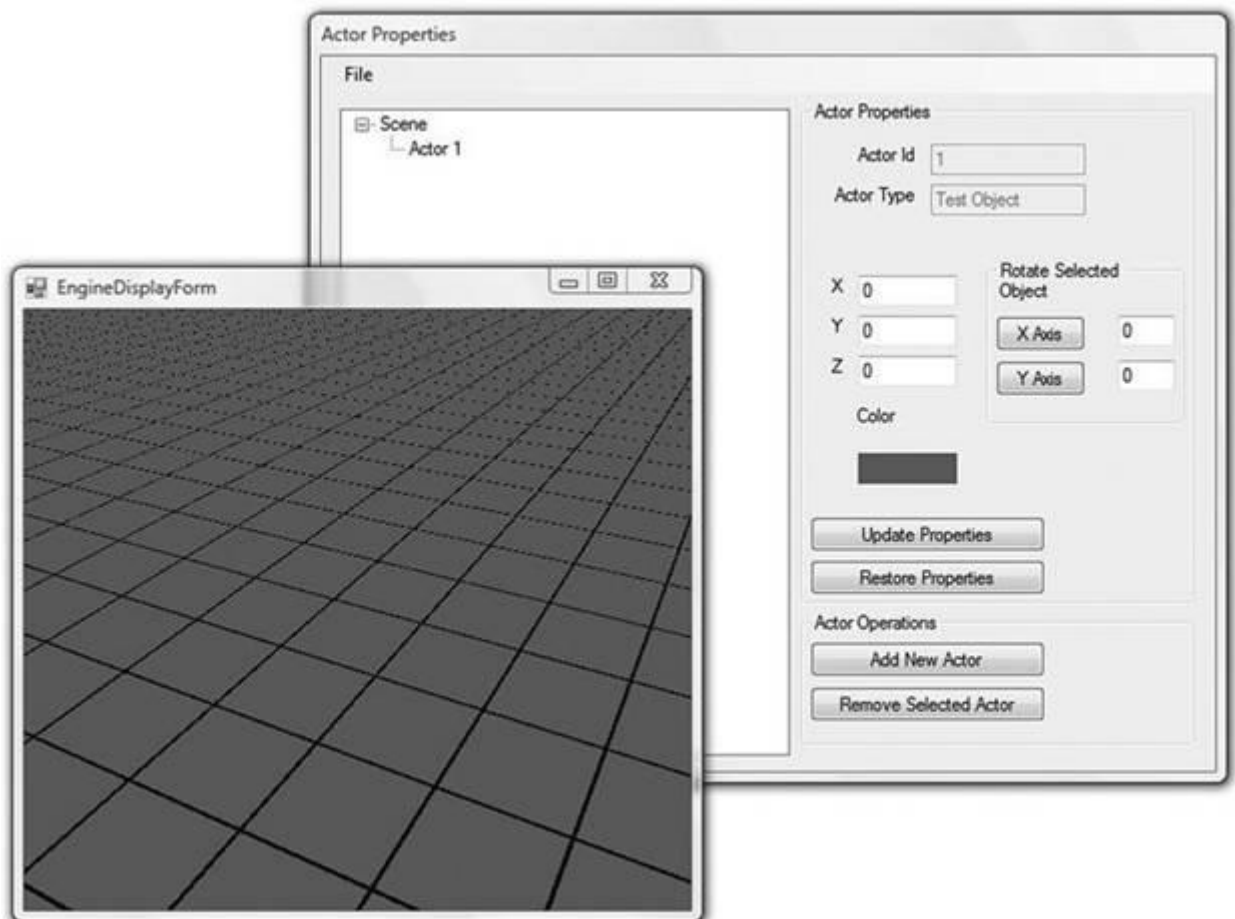 Actor Properties
File
Scene
Actor 1
Actor Properties
Actor Id 1
Actor Type Test Object
X 0
Y 0
Z 0
Rotate Selected
Object
X Axis 0
Y Axis 0
Color
Update Properties
Restore Properties
Actor Operations
Add New Actor
Remove Selected Actor
EngineDisplayForm